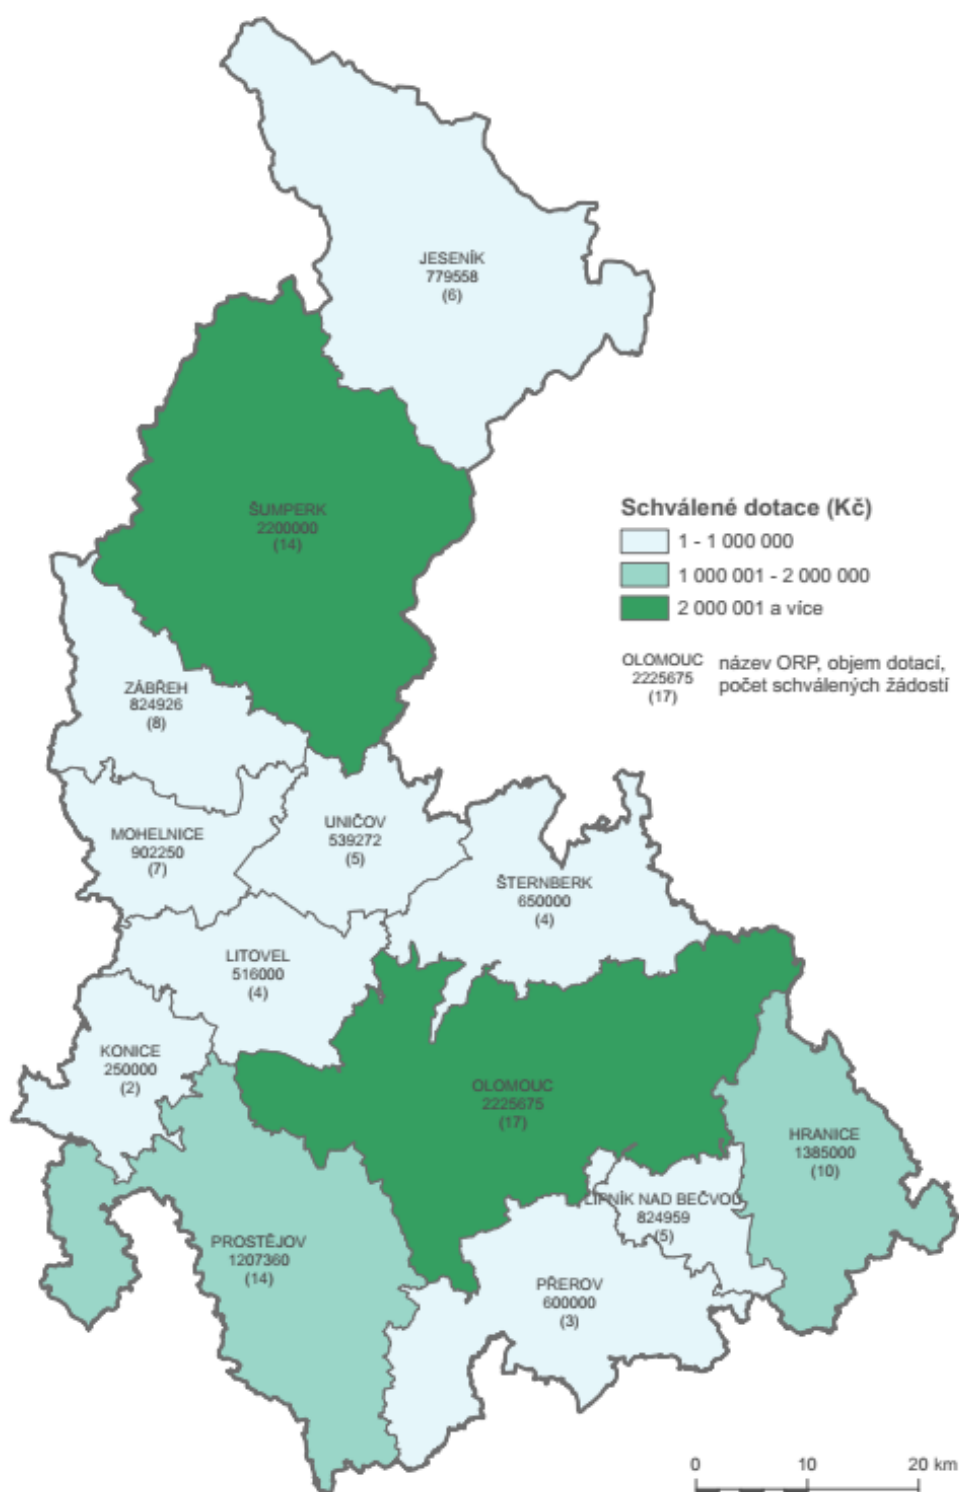 JESENÍK
779558
(6)
ŠUMPERK
2200000
(14)
Schválené dotace (Kč)
1 - 1 000 000
1 000 001 - 2 000 000
2 000 001 a více
OLOMOUC
2225675
(17)
název ORP, objem dotací,
počet schválených žádostí
ZÁBŘEH
824926
(8)
MOHELNICE
902250
(7)
UNIČOV
539272
(5)
ŠTERNBERK
650000
(4)
LITOVEL
516000
(4)
KONICE
250000
(2)
OLOMOUC
2225675
(17)
HRANICE
1385000
(10)
LIPNÍK NAD BEČVOU
824959
(5)
PROSTĚJOV
1207360
(14)
PŘEROV
600000
(3)
0 10 20 km